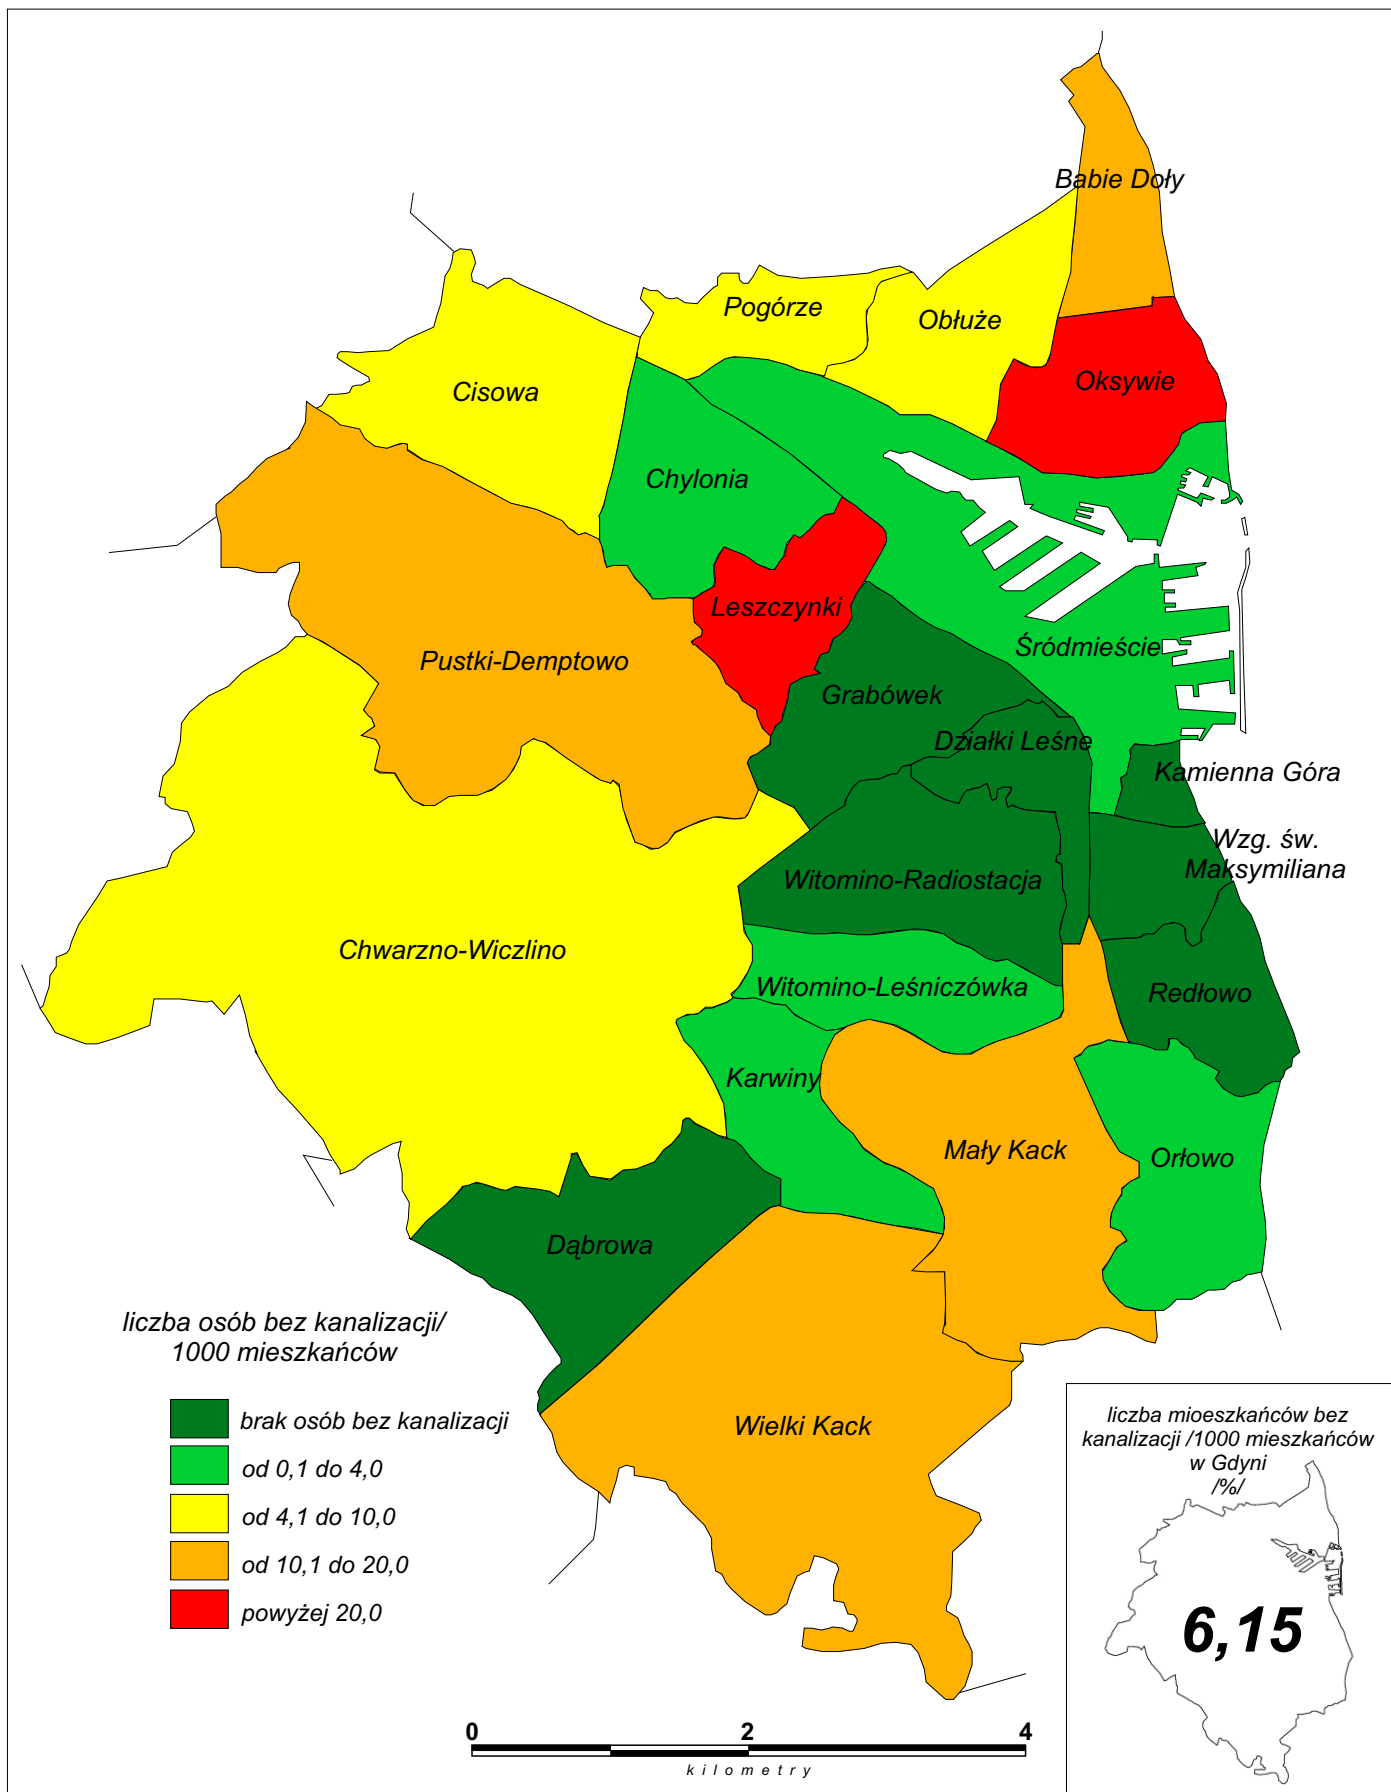 Babie Doły
Pogórze
Obłuże
Oksywie
Cisowa
Chylonia
Leszczynki
Pustki-Demptowo
Śródmieście
Grabówek
Działki Leśne
Kamienna Góra
Wzg. św.
Maksymiliana
Witomino-Radiostacja
Chwarzno-Wiczlino
Witomino-Leśniczówka
Redłowo
Karwiny
Mały Kack
Orłowo
Dąbrowa
Wielki Kack
liczba osób bez kanalizacji/
1000 mieszkańców
brak osób bez kanalizacji
od 0,1 do 4,0
od 4,1 do 10,0
od 10,1 do 20,0
powyżej 20,0
liczba mioeszkańców bez
kanalizacji /1000 mieszkańców
w Gdyni
/%/
6,15
0 2 4
kilometry